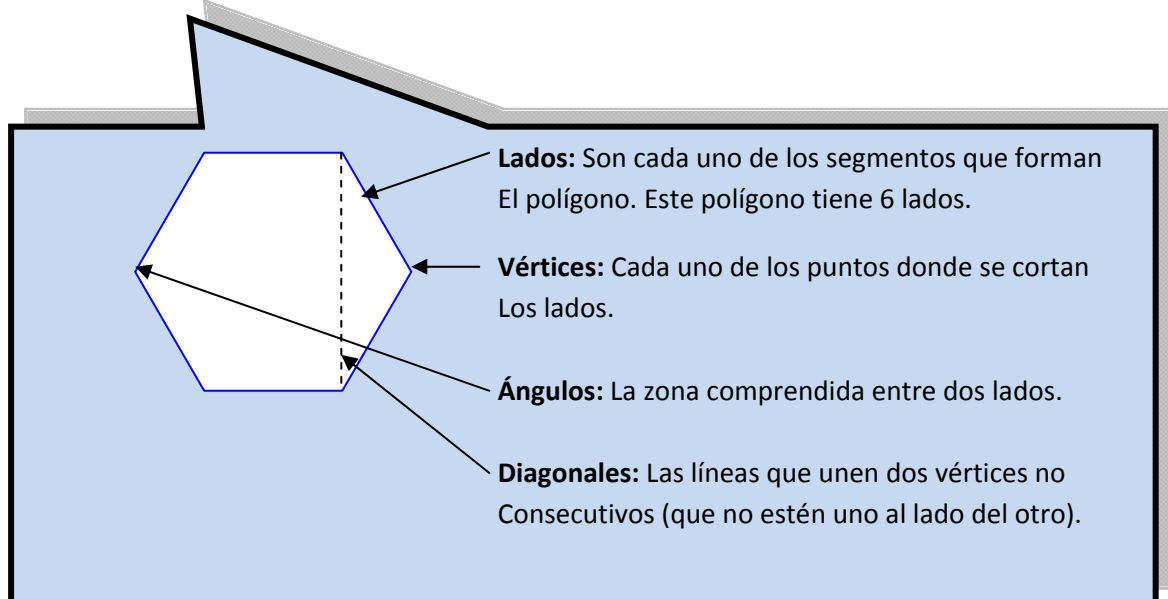 Lados: Son cada uno de los segmentos que forman
El polígono. Este polígono tiene 6 lados.
Vértices: Cada uno de los puntos donde se cortan
Los lados.
Ángulos: La zona comprendida entre dos lados.
Diagonales: Las líneas que unen dos vértices no
Consecutivos (que no estén uno al lado del otro).